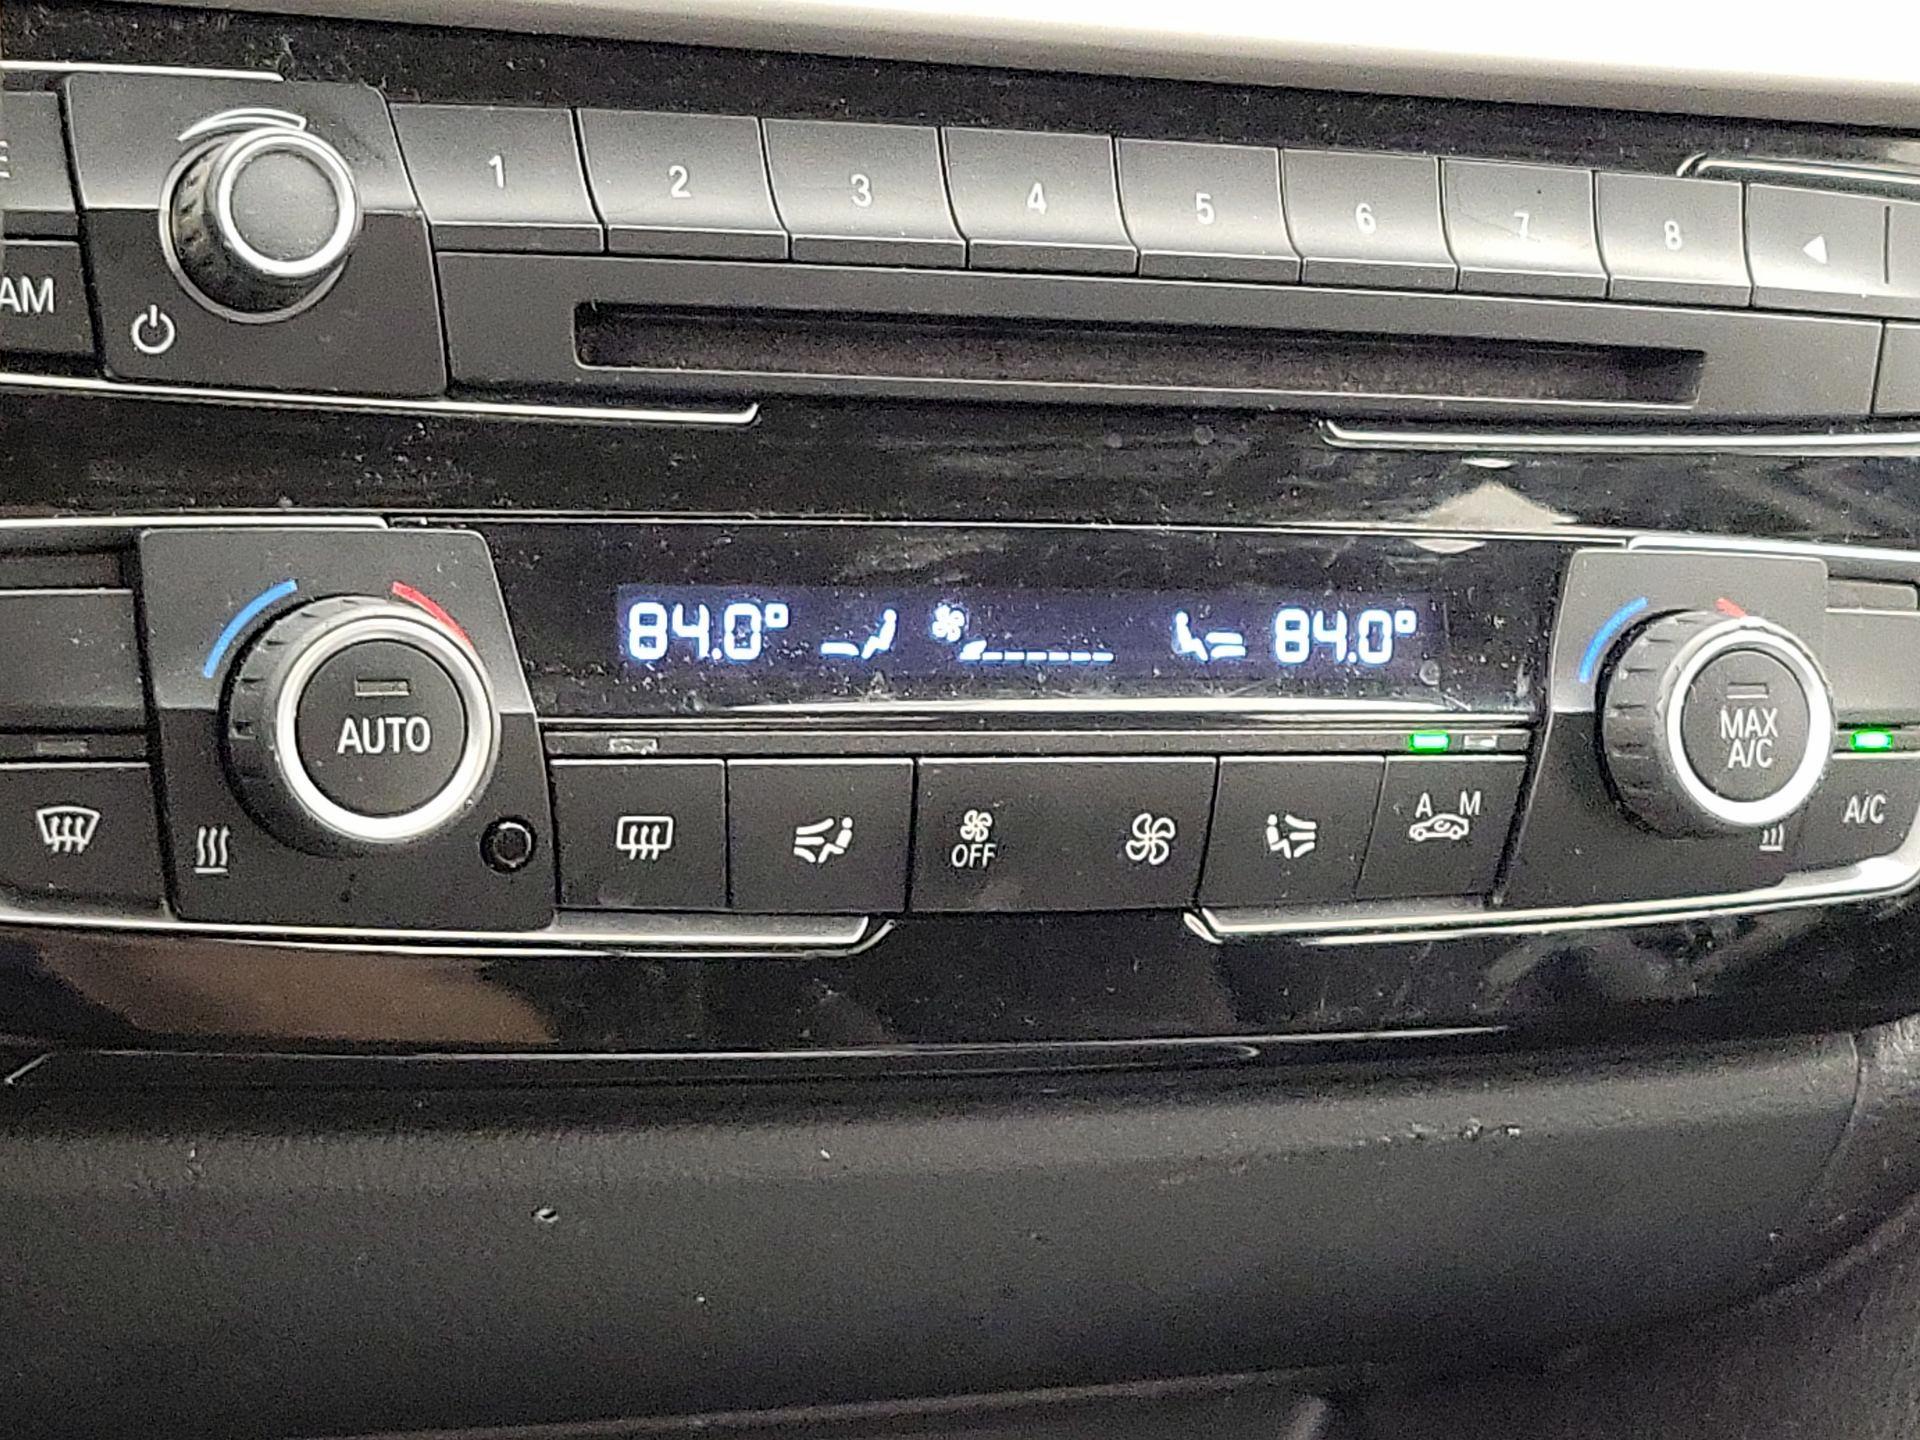 1 2 3 4 5 6 7 8
AM
84.0° 84.0°
AUTO
MAX
A/C
A M
OFF
A/C